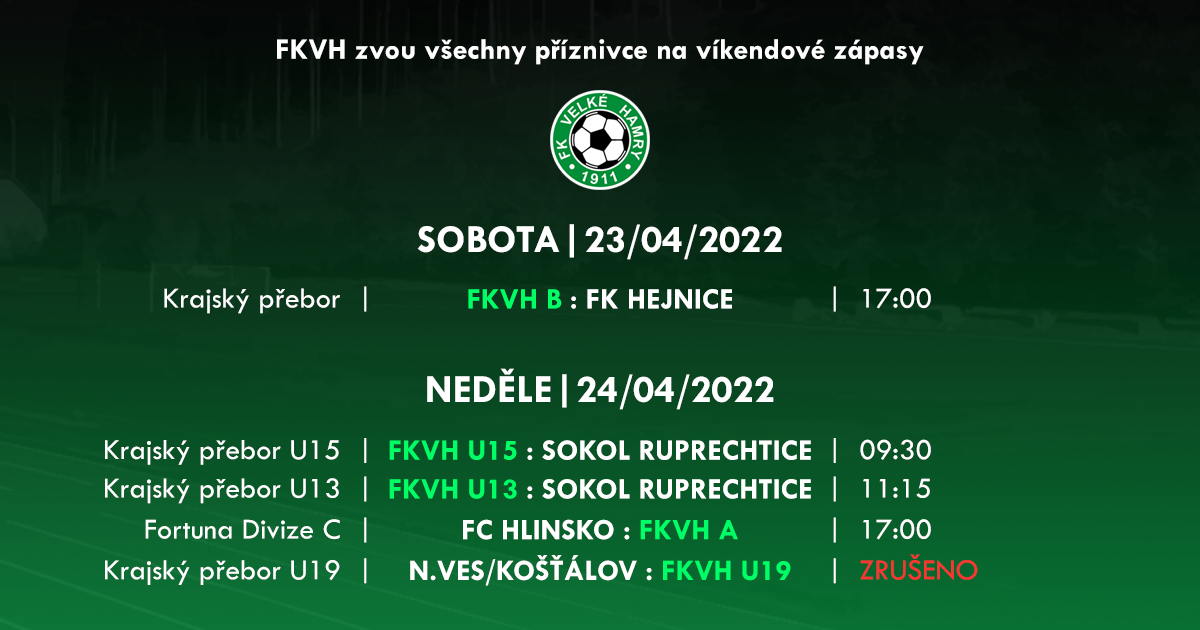 FKVH zvou všechny příznivce na víkendové zápasy
FK VELKÉ HAMRY
1911
SOBOTA | 23/04/2022
Krajský přebor | FKVH B : FK HEJNICE | 17:00
NEDĚLE | 24/04/2022
Krajský přebor U15 | FKVH U15 : SOKOL RUPRECHTICE | 09:30
Krajský přebor U13 | FKVH U13 : SOKOL RUPRECHTICE | 11:15
Fortuna Divize C | FC HLINSKO : FKVH A | 17:00
Krajský přebor U19 | N.VES/KOŠŤÁLOV : FKVH U19 | ZRUŠENO